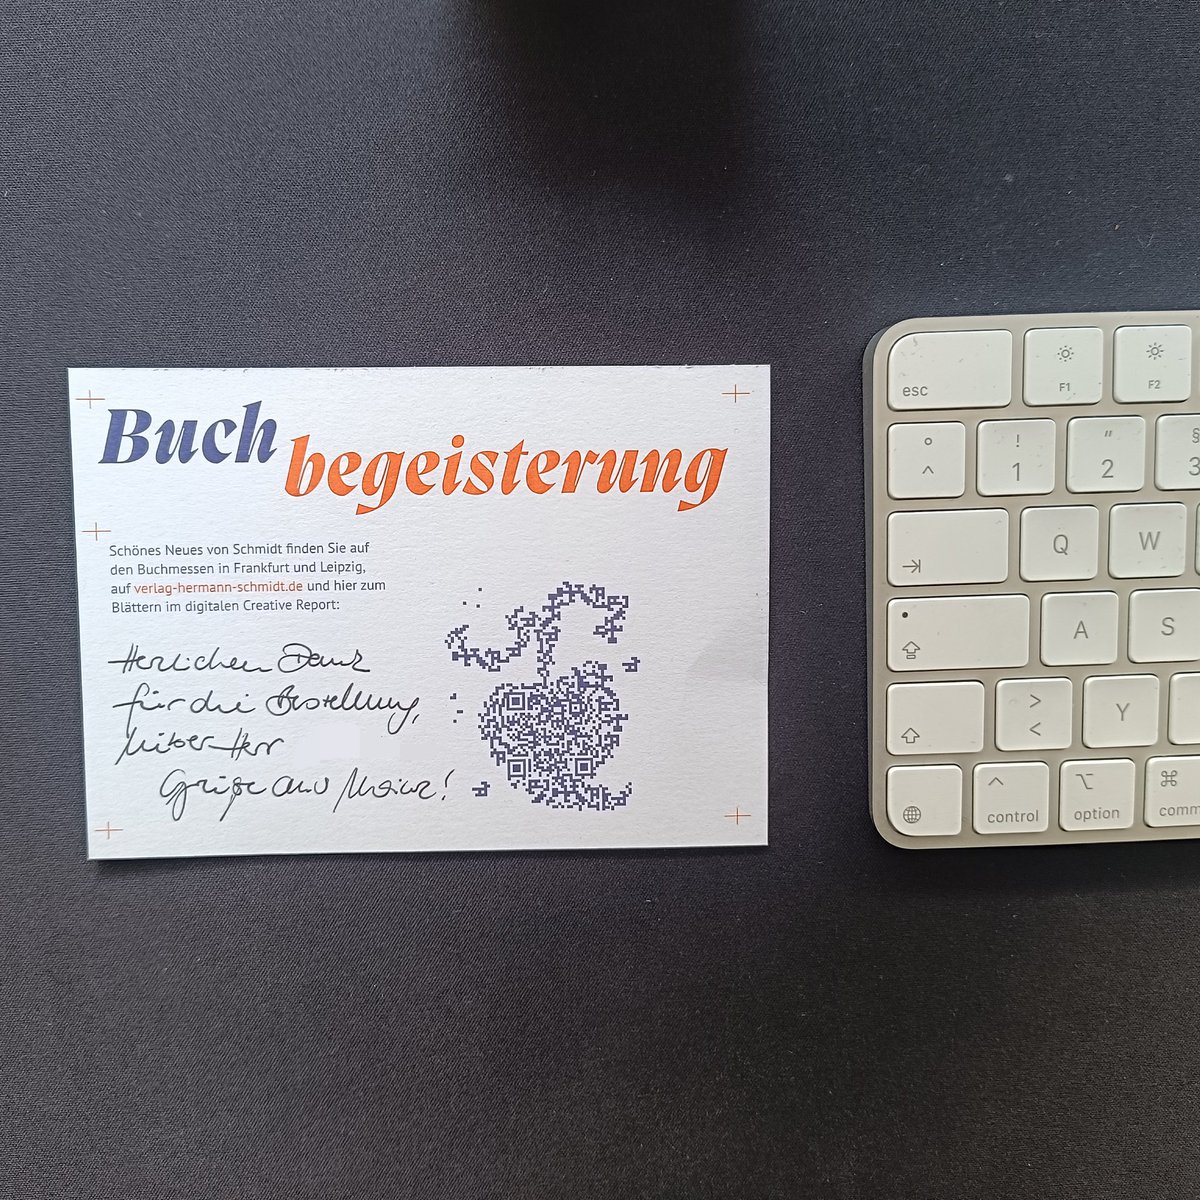 Buch
begeisterung
Schönes Neues von Schmidt finden Sie auf
den Buchmessen in Frankfurt und Leipzig,
auf verlag-hermann-schmidt.de und hier zum
Blättern im digitalen Creative Report:
Herzlichen Dank
für die Bestellung,
lieber Herr
Grüße aus Mainz!
esc F1 F2
° ^ ! 1 " 2 § 3
Q W
A S
> < Y
^ control option ⌘ comm